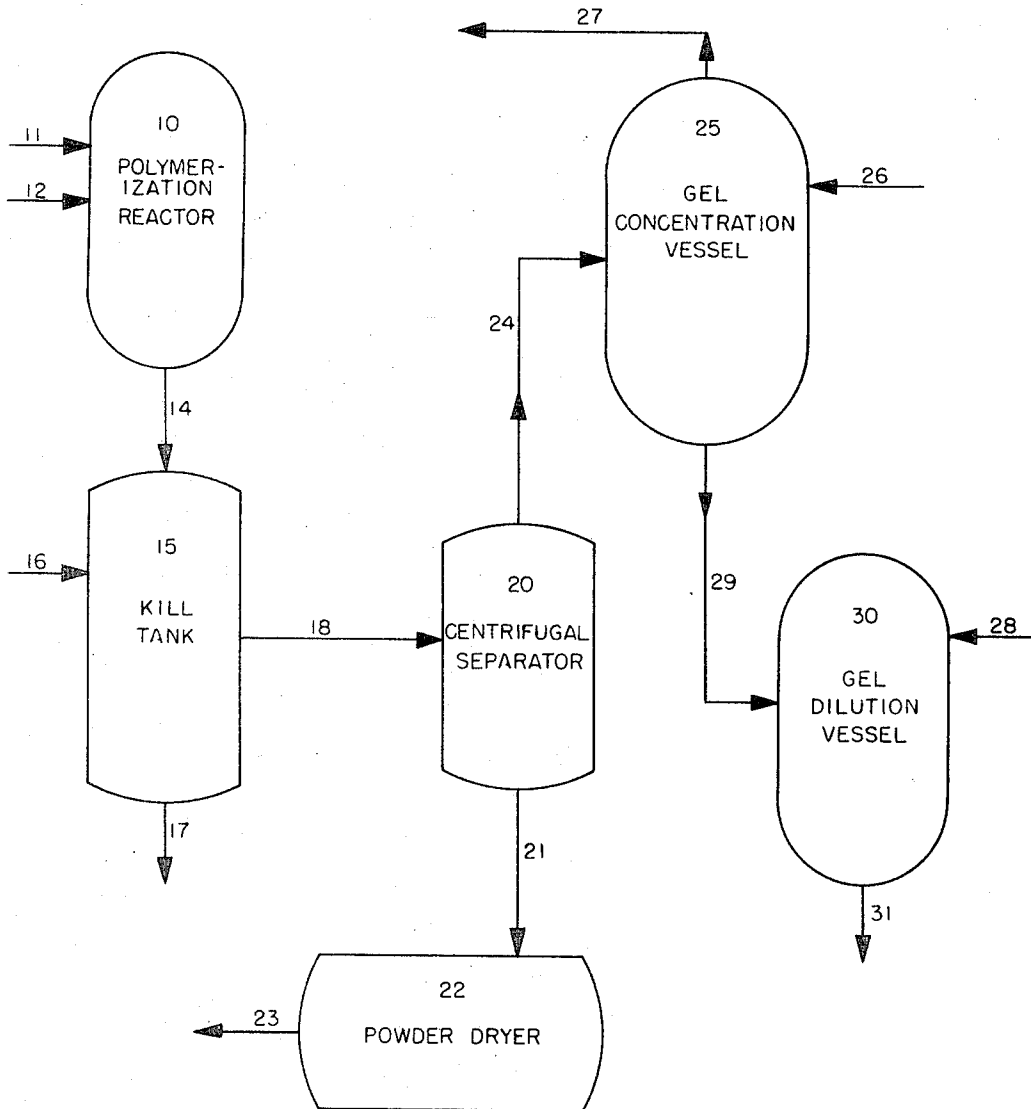 27
10
POLYMER-
IZATION
REACTOR
11
12
25
GEL
CONCENTRATION
VESSEL
26
24
14
15
KILL
TANK
16
18
20
CENTRIFUGAL
SEPARATOR
29
30
GEL
DILUTION
VESSEL
28
17
21
31
22
POWDER DRYER
23